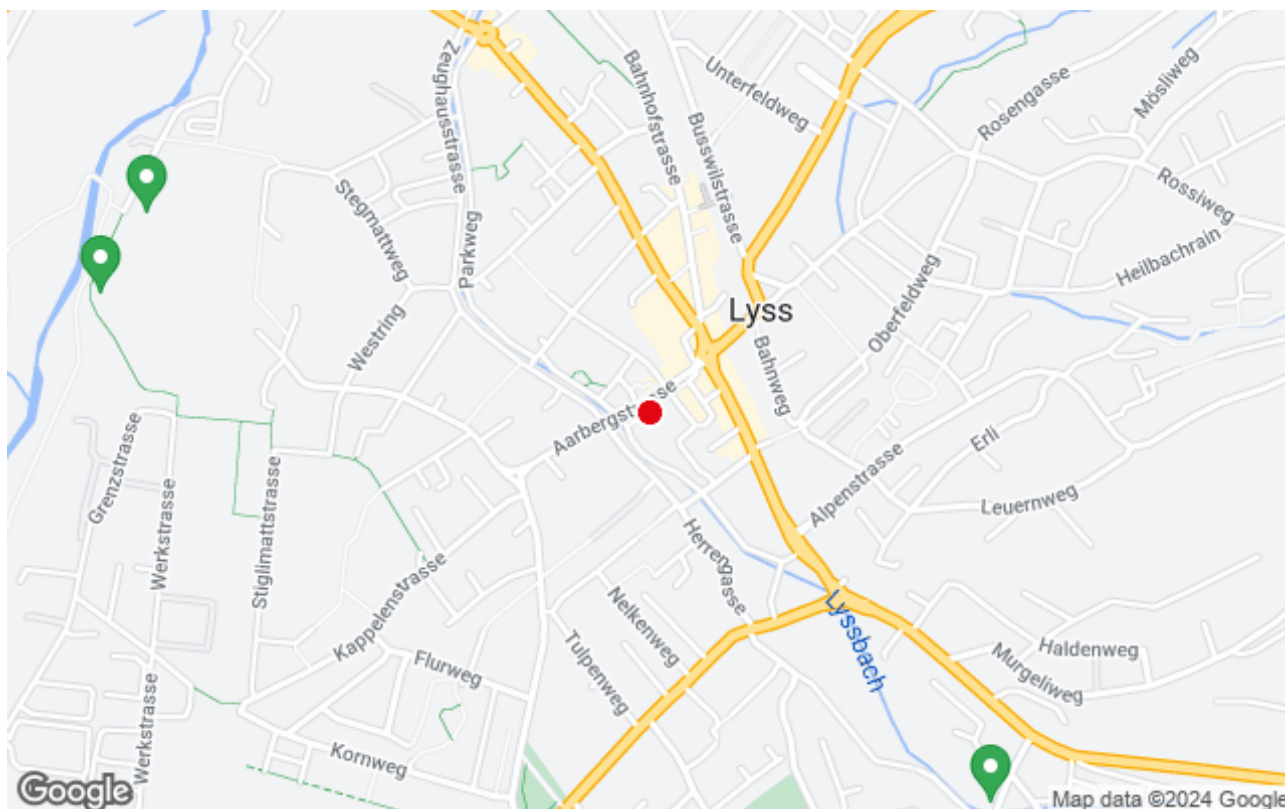 Zeughausstrasse
Bahnhofstrasse
Unterfeldweg
Busswilstrasse
Rosengasse
Mösliweg
Rossiweg
Heilbachrain
Stegmattweg
Parkweg
Westring
Lyss
Oberfeldweg
Bahnweg
Aarbergstrasse
Grenzstrasse
Werkstrasse
Stiglimattstrasse
Alpenstrasse
Erli
Leuernweg
Kappelenstrasse
Herrengasse
Nelkenweg
Lyssbach
Haldenweg
Murgeliweg
Flurweg
Tulpenweg
Werkstrasse
Kornweg
Google
Map data ©2024 Google